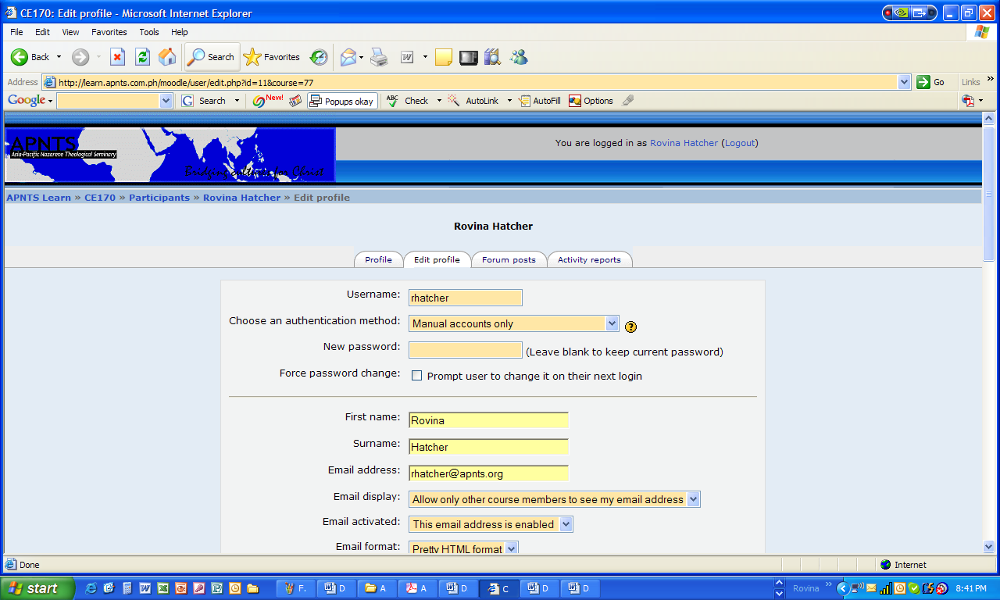 CE170: Edit profile - Microsoft Internet Explorer
File Edit View Favorites Tools Help
Back Search Favorites
Address http://learn.apnts.com.ph/moodle/user/edit.php?id=11&course=77 Go Links »
Google Search New! Popups okay ABC Check AutoLink AutoFill Options
APNTS
Asia-Pacific Nazarene Theological Seminary
Bridging cultures for Christ
You are logged in as Rovina Hatcher (Logout)
APNTS Learn » CE170 » Participants » Rovina Hatcher » Edit profile
Rovina Hatcher
Profile Edit profile Forum posts Activity reports
Username: rhatcher
Choose an authentication method: Manual accounts only ?
New password: (Leave blank to keep current password)
Force password change: Prompt user to change it on their next login
First name: Rovina
Surname: Hatcher
Email address: rhatcher@apnts.org
Email display: Allow only other course members to see my email address
Email activated: This email address is enabled
Email format: Pretty HTML format
Done Internet
start F. D A A D C D D Rovina » 8:41 PM